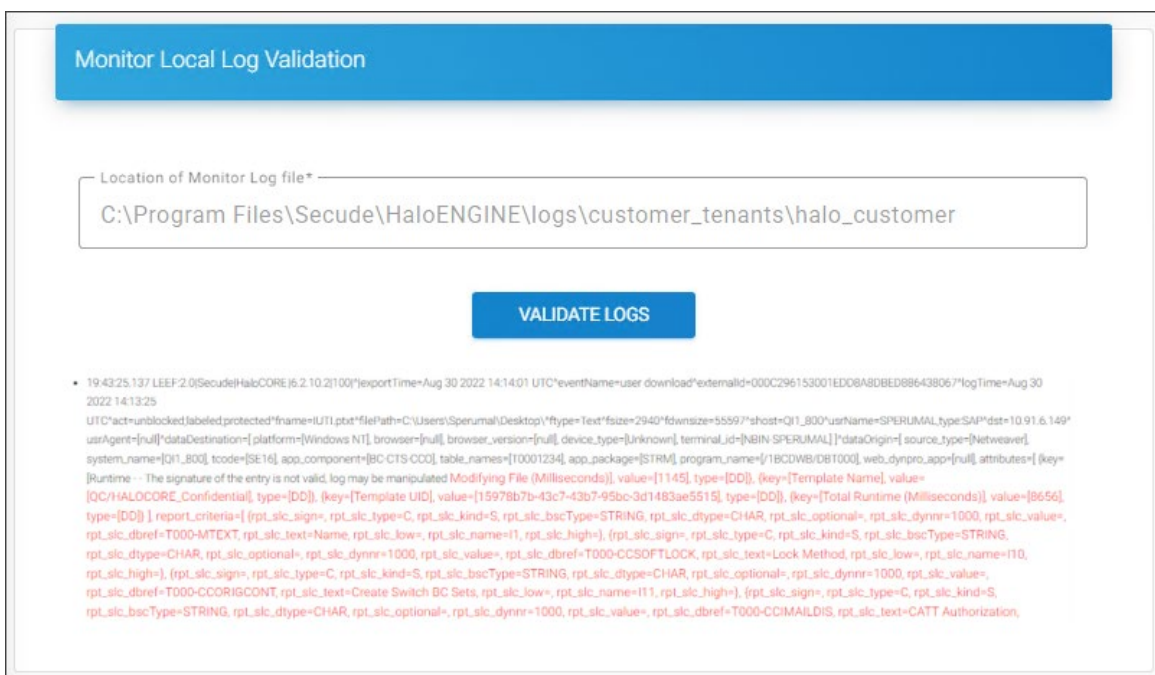 Monitor Local Log Validation
Location of Monitor Log file*
C:\Program Files\Secude\HaloENGINE\logs\customer_tenants\halo_customer
VALIDATE LOGS
• 19:43:25.137 LEEF:2.0|Secude|HaloCORE|6.2.10.2|100|^|exportTime=Aug 30 2022 14:14:01 UTC^eventName=user download^externalId=000C296153001EDD8A8DBED886438067^logTime=Aug 30
2022 14:13:25
UTC^act=unblocked,labeled,protected^fname=IUTI.ptxt^filePath=C:\Users\Sperumal\Desktop\^ftype=Text^fsize=2940^fdwnsize=55597^shost=QI1_800^usrName=SPERUMAL,type:SAP^dst=10.91.6.149^
usrAgent=[null]^dataDestination=[ platform=[Windows NT], browser=[null], browser_version=[null], device_type=[Unknown], terminal_id=[NBIN-SPERUMAL] ]^dataOrigin=[ source_type=[Netweaver],
system_name=[QI1_800], tcode=[SE16], app_component=[BC-CTS-CCO], table_names=[T0001234], app_package=[STRM], program_name=[/1BCDWB/DBT000], web_dynpro_app=[null], attributes=[ {key=
[Runtime - - The signature of the entry is not valid, log may be manipulated Modifying File (Milliseconds)], value=[1145], type=[DD]}, {key=[Template Name], value=
[QC/HALOCORE_Confidential], type=[DD]}, {key=[Template UID], value=[15978b7b-43c7-43b7-95bc-3d1483ae5515], type=[DD]}, {key=[Total Runtime (Milliseconds)], value=[8656],
type=[DD]} ], report_criteria=[ {rpt_slc_sign=, rpt_slc_type=C, rpt_slc_kind=S, rpt_slc_bscType=STRING, rpt_slc_dtype=CHAR, rpt_slc_optional=, rpt_slc_dynnr=1000, rpt_slc_value=,
rpt_slc_dbref=T000-MTEXT, rpt_slc_text=Name, rpt_slc_low=, rpt_slc_name=I1, rpt_slc_high=}, {rpt_slc_sign=, rpt_slc_type=C, rpt_slc_kind=S, rpt_slc_bscType=STRING,
rpt_slc_dtype=CHAR, rpt_slc_optional=, rpt_slc_dynnr=1000, rpt_slc_value=, rpt_slc_dbref=T000-CCSOFTLOCK, rpt_slc_text=Lock Method, rpt_slc_low=, rpt_slc_name=I10,
rpt_slc_high=}, {rpt_slc_sign=, rpt_slc_type=C, rpt_slc_kind=S, rpt_slc_bscType=STRING, rpt_slc_dtype=CHAR, rpt_slc_optional=, rpt_slc_dynnr=1000, rpt_slc_value=,
rpt_slc_dbref=T000-CCORIGCONT, rpt_slc_text=Create Switch BC Sets, rpt_slc_low=, rpt_slc_name=I11, rpt_slc_high=}, {rpt_slc_sign=, rpt_slc_type=C, rpt_slc_kind=S,
rpt_slc_bscType=STRING, rpt_slc_dtype=CHAR, rpt_slc_optional=, rpt_slc_dynnr=1000, rpt_slc_value=, rpt_slc_dbref=T000-CCIMAILDIS, rpt_slc_text=CATT Authorization,